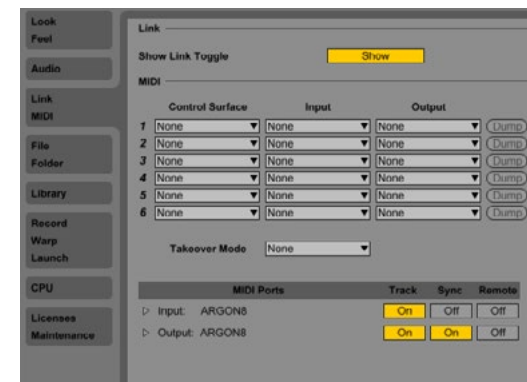 Look
Feel
Audio
Link
MIDI
File
Folder
Library
Record
Warp
Launch
CPU
Licenses
Maintenance
Link
Show Link Toggle Show
MIDI
Control Surface Input Output
1 None None None Dump
2 None None None Dump
3 None None None Dump
4 None None None Dump
5 None None None Dump
6 None None None Dump
Takeover Mode None
MIDI Ports Track Sync Remote
Input: ARGON8 On Off Off
Output: ARGON8 On On Off